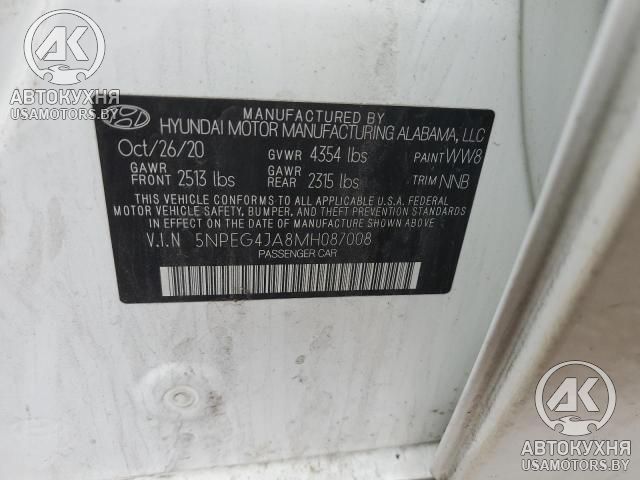 AK
АВТОКУХНЯ
USAMOTORS.BY
MANUFACTURED BY
HYUNDAI MOTOR MANUFACTURING ALABAMA, LLC
Oct/26/20 GVWR 4354 lbs PAINT WW8
GAWR FRONT 2513 lbs GAWR REAR 2315 lbs TRIM NNB
THIS VEHICLE CONFORMS TO ALL APPLICABLE U.S.A. FEDERAL
MOTOR VEHICLE SAFETY, BUMPER, AND THEFT PREVENTION STANDARDS
IN EFFECT ON THE DATE OF MANUFACTURE SHOWN ABOVE
V.I.N 5NPEG4JA8MH087008
PASSENGER CAR
AK
АВТОКУХНЯ
USAMOTORS.BY